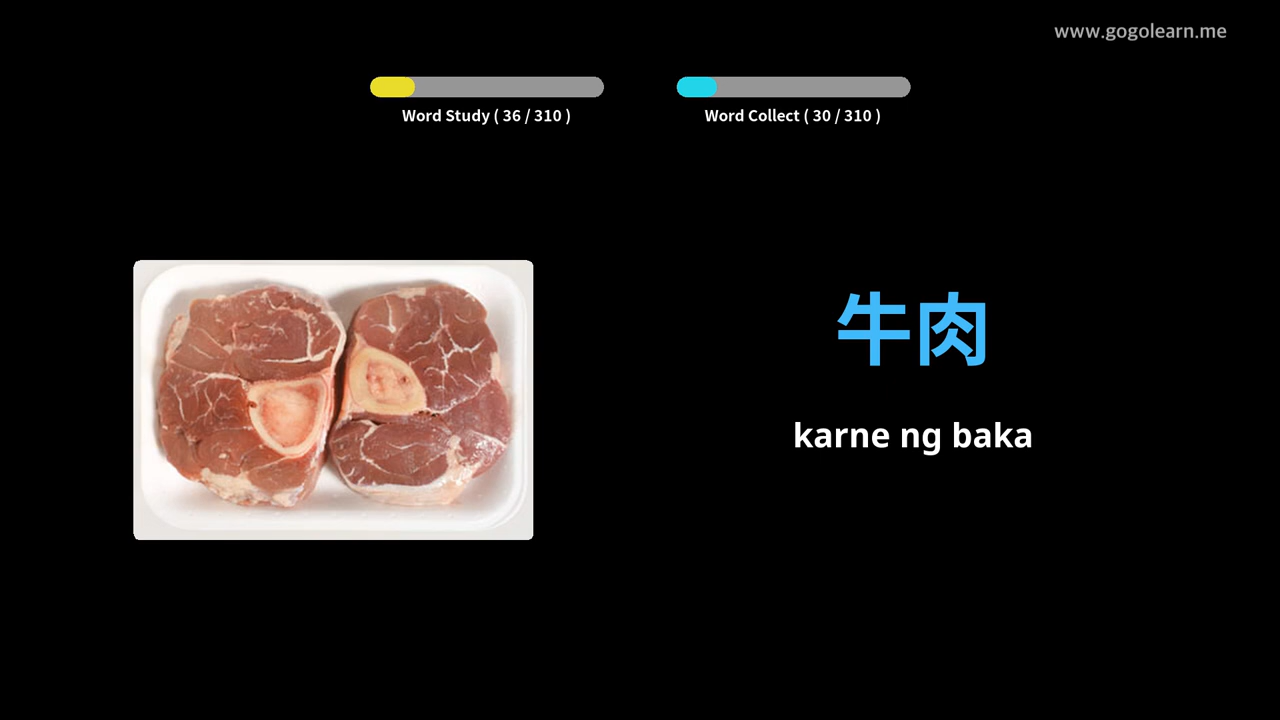 www.gogolearn.me
Word Study ( 36 / 310 )
Word Collect ( 30 / 310 )
牛肉
karne ng baka